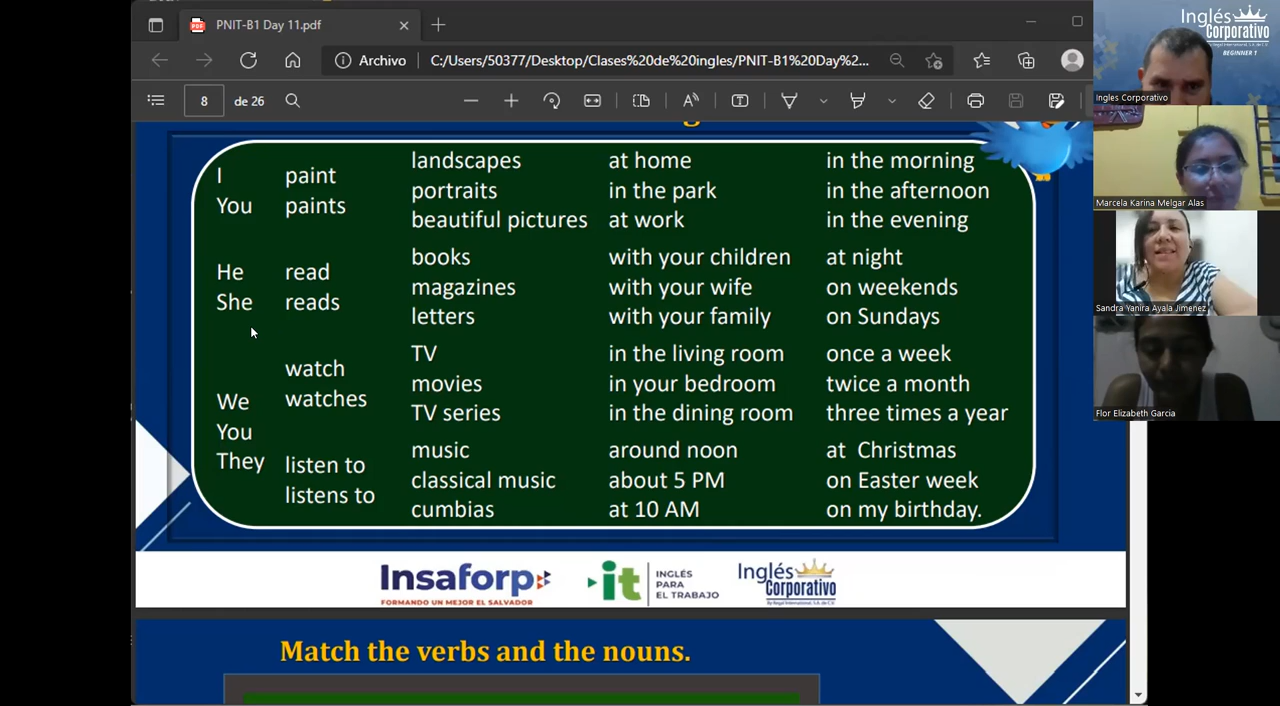 PNIT-B1 Day 11.pdf
Archivo
C:/Users/50377/Desktop/Clases%20de%20ingles/PNIT-B1%20Day%2...
8 de 26
I paint landscapes at home in the morning
You paints portraits in the park in the afternoon
beautiful pictures at work in the evening
He read books with your children at night
She reads magazines with your wife on weekends
letters with your family on Sundays
watch TV in the living room once a week
We watches movies in your bedroom twice a month
You TV series in the dining room three times a year
They listen to music around noon at Christmas
listens to classical music about 5 PM on Easter week
cumbias at 10 AM on my birthday.
Insaforp
FORMANDO UN MEJOR EL SALVADOR
it
INGLÉS
PARA
EL TRABAJO
Inglés
Corporativo
Match the verbs and the nouns.
Inglés
Corporativo
BEGINNER 1
Ingles Corporativo
Marcela Karina Melgar Alas
Sandra Yanira Ayala Jimenez
Flor Elizabeth Garcia